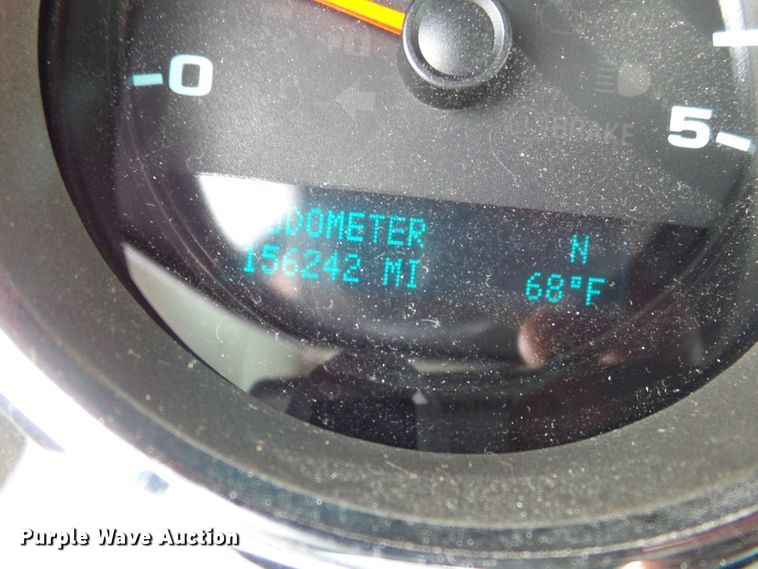 0
5
BRAKE
ODOMETER N
156242 MI 68°F
Purple Wave Auction